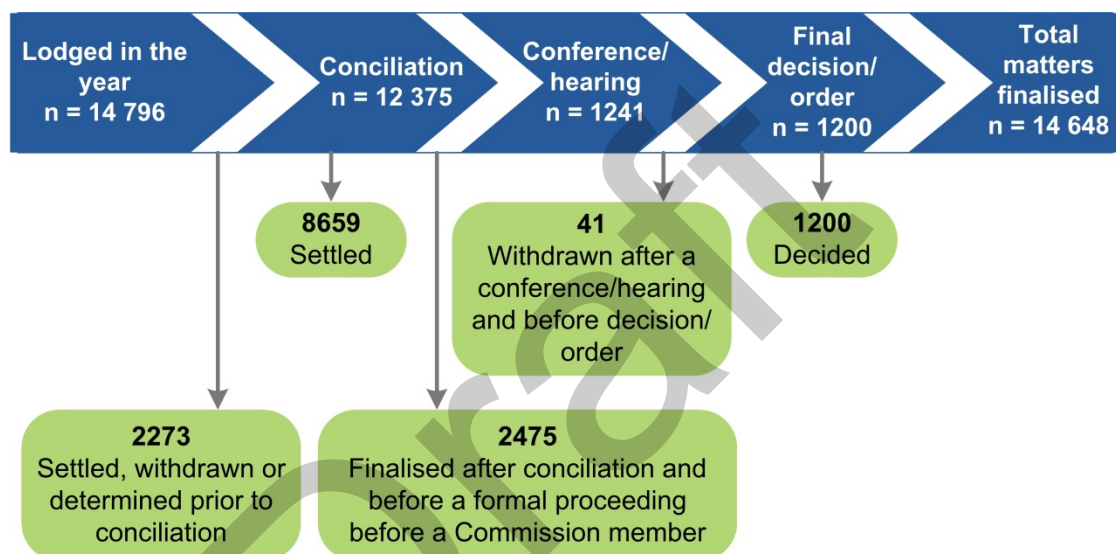 Lodged in the
year
n = 14 796
Conciliation
n = 12 375
Conference/
hearing
n = 1241
Final
decision/
order
n = 1200
Total
matters
finalised
n = 14 648
8659
Settled
41
Withdrawn after a
conference/hearing
and before decision/
order
1200
Decided
2273
Settled, withdrawn or
determined prior to
conciliation
2475
Finalised after conciliation and
before a formal proceeding
before a Commission member
Draft